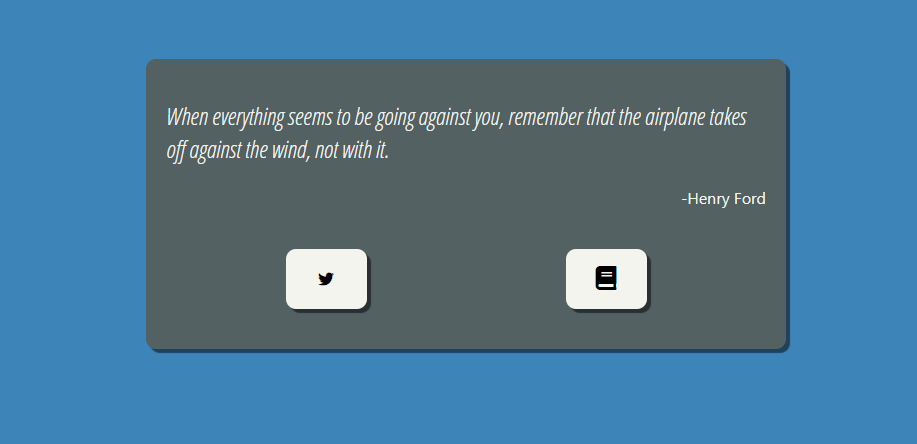 When everything seems to be going against you, remember that the airplane takes
off against the wind, not with it.
-Henry Ford